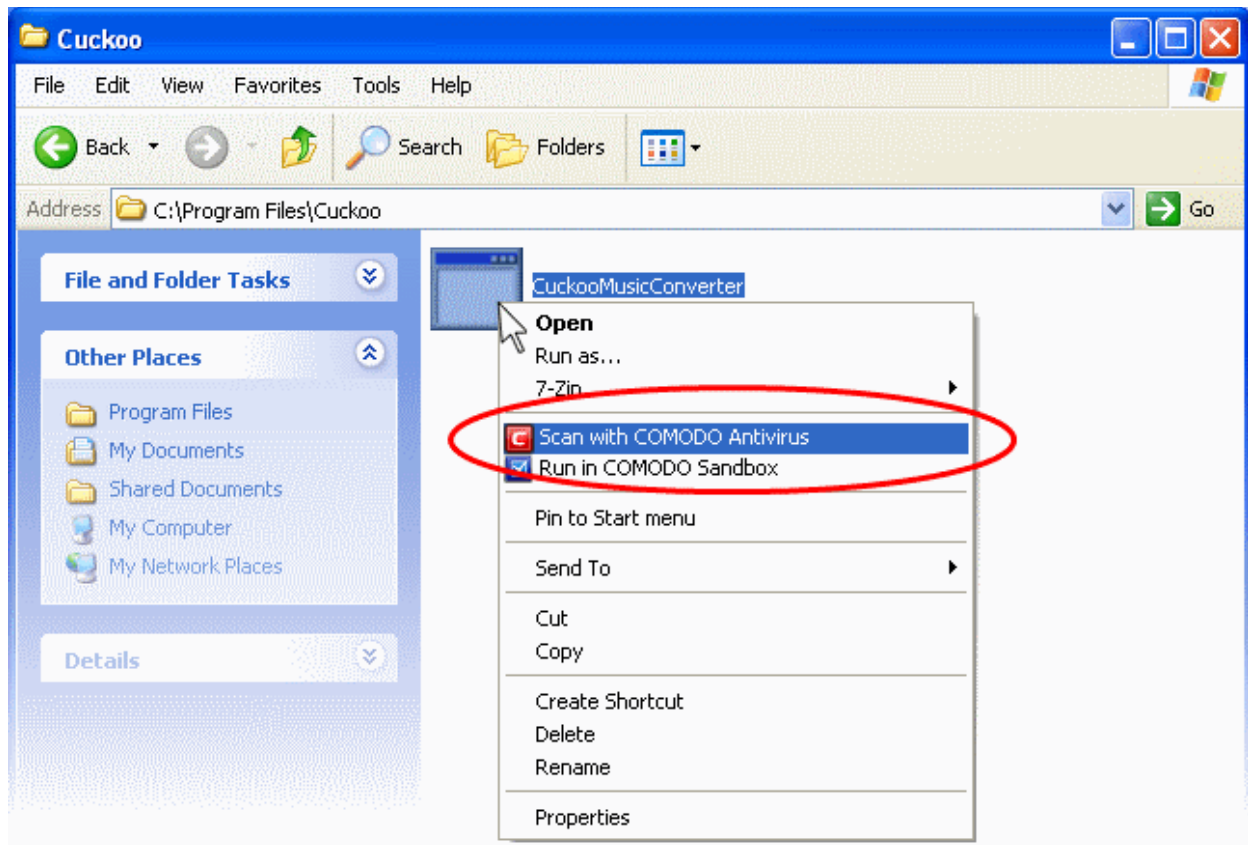 Cuckoo
File Edit View Favorites Tools Help
Back Search Folders
Address C:\Program Files\Cuckoo Go
File and Folder Tasks
Other Places
Program Files
My Documents
Shared Documents
My Computer
My Network Places
Details
CuckooMusicConverter
Open
Run as...
7-Zip
Scan with COMODO Antivirus
Run in COMODO Sandbox
Pin to Start menu
Send To
Cut
Copy
Create Shortcut
Delete
Rename
Properties